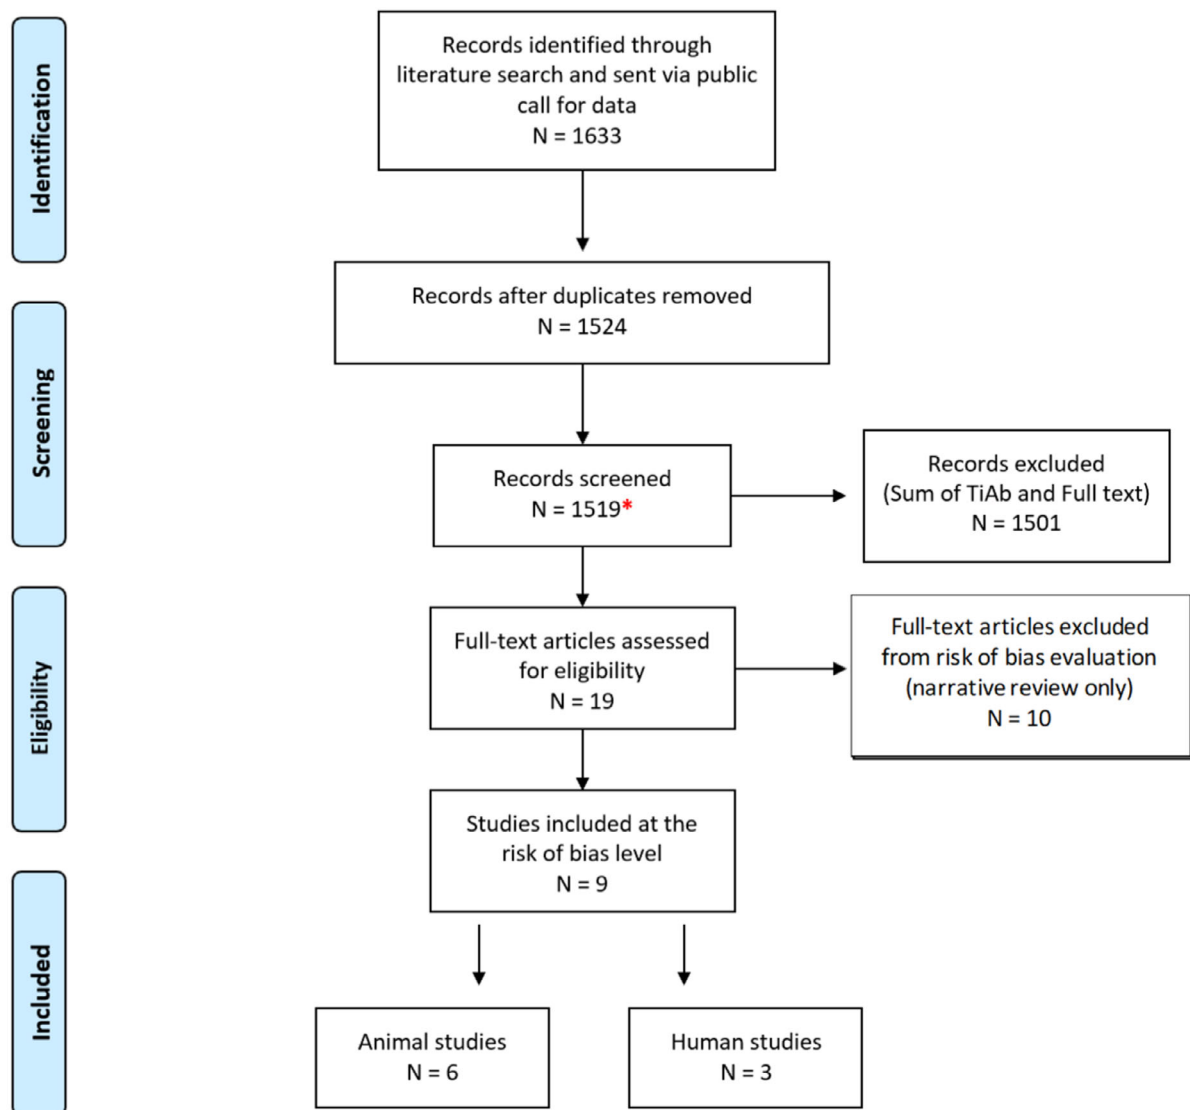 Identification
Records identified through
literature search and sent via public
call for data
N = 1633
Records after duplicates removed
N = 1524
Screening
Records screened
N = 1519*
Records excluded
(Sum of TiAb and Full text)
N = 1501
Eligibility
Full-text articles assessed
for eligibility
N = 19
Full-text articles excluded
from risk of bias evaluation
(narrative review only)
N = 10
Studies included at the
risk of bias level
N = 9
Included
Animal studies
N = 6
Human studies
N = 3